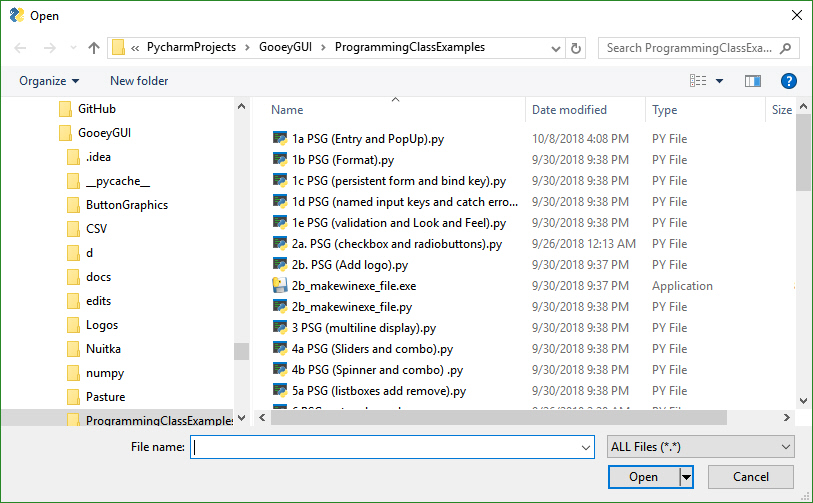 Open
« PycharmProjects > GooeyGUI > ProgrammingClassExamples
Search ProgrammingClassExa...
Organize New folder
?
Name Date modified Type Size
GitHub
GooeyGUI
.idea
__pycache__
ButtonGraphics
CSV
d
docs
edits
Logos
Nuitka
numpy
Pasture
ProgrammingClassExamples
1a PSG (Entry and PopUp).py 10/8/2018 4:08 PM PY File
1b PSG (Format).py 9/30/2018 9:38 PM PY File
1c PSG (persistent form and bind key).py 9/30/2018 9:38 PM PY File
1d PSG (named input keys and catch erro... 9/30/2018 9:38 PM PY File
1e PSG (validation and Look and Feel).py 9/30/2018 9:38 PM PY File
2a. PSG (checkbox and radiobuttons).py 9/26/2018 12:13 AM PY File
2b. PSG (Add logo).py 9/30/2018 9:37 PM PY File
2b_makewinexe_file.exe 9/30/2018 9:37 PM Application
2b_makewinexe_file.py 9/30/2018 9:38 PM PY File
3 PSG (multiline display).py 9/30/2018 9:38 PM PY File
4a PSG (Sliders and combo).py 9/30/2018 9:38 PM PY File
4b PSG (Spinner and combo) .py 9/30/2018 9:38 PM PY File
5a PSG (listboxes add remove).py 9/30/2018 9:38 PM PY File
File name: ALL Files (*.*)
Open Cancel